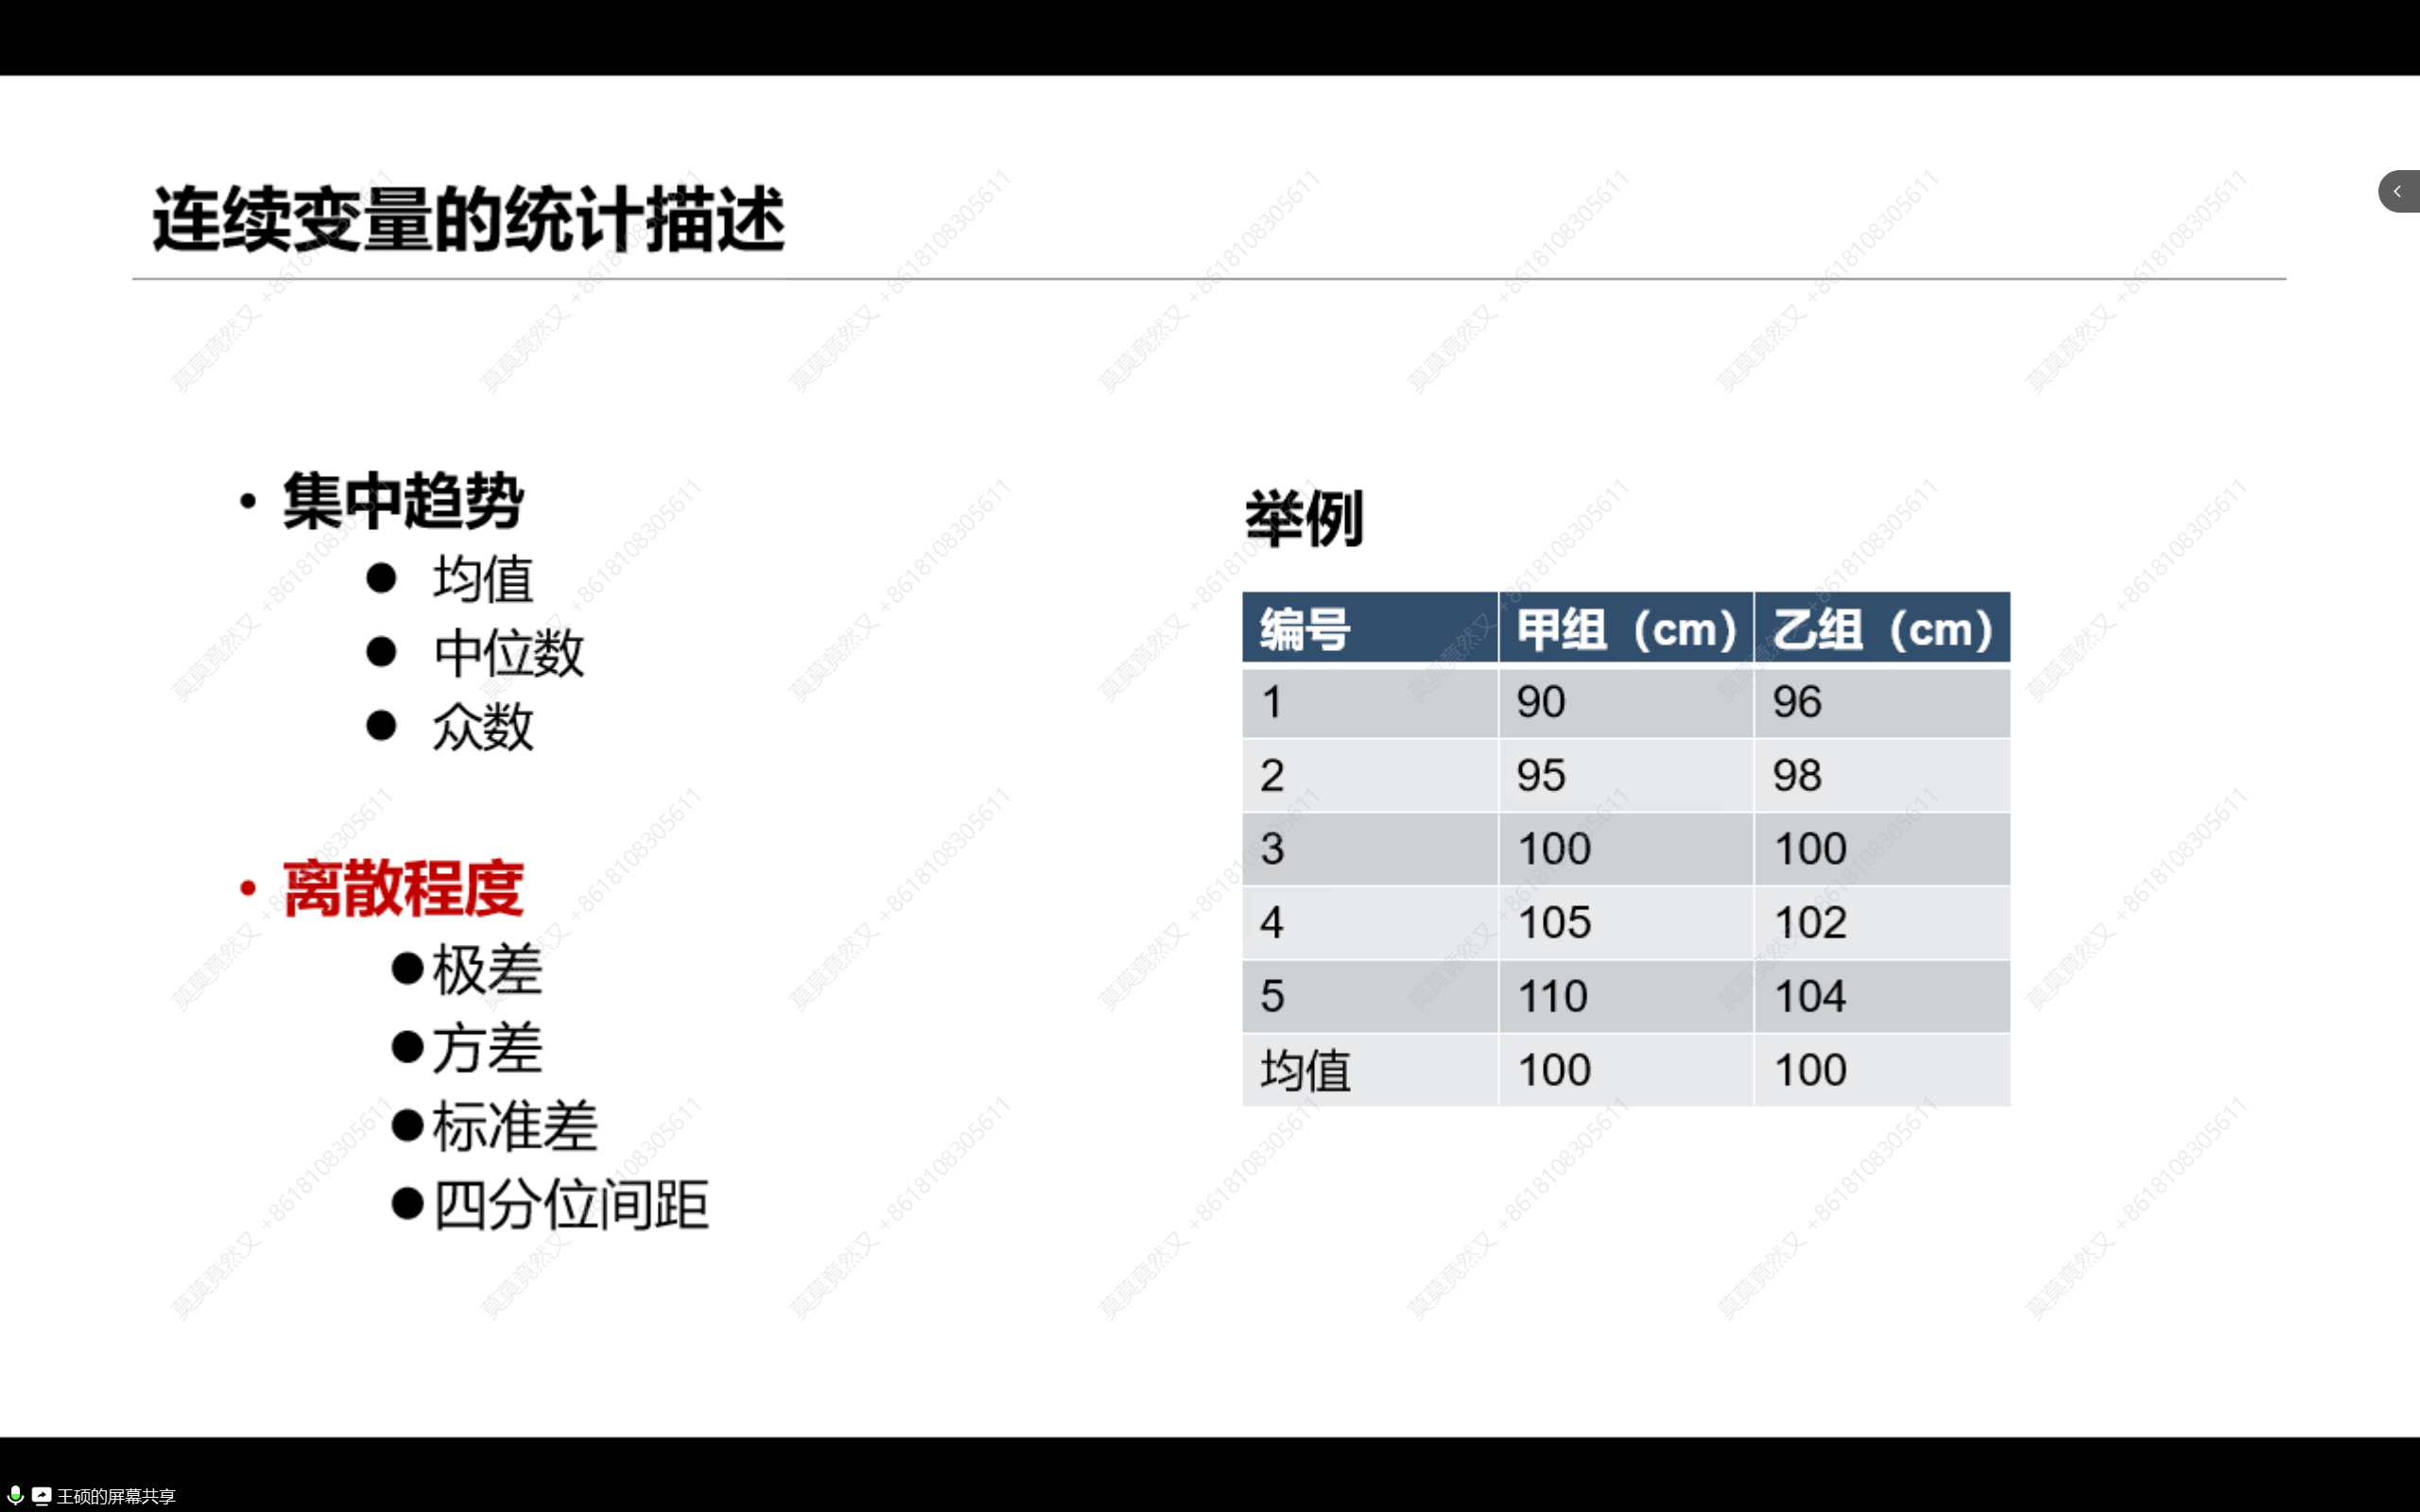 连续变量的统计描述
• 集中趋势
● 均值
● 中位数
● 众数
• 离散程度
● 极差
● 方差
● 标准差
● 四分位间距
举例
编号 甲组（cm） 乙组（cm）
1 90 96
2 95 98
3 100 100
4 105 102
5 110 104
均值 100 100
莫莫竟然又 +8618108305611
王硕的屏幕共享